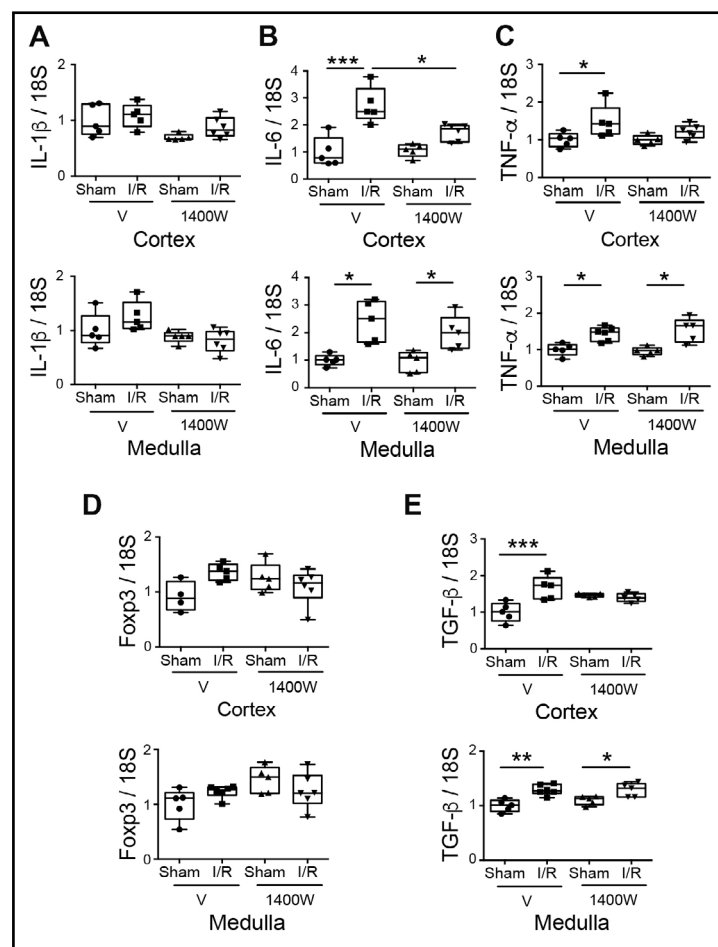 A
IL-1β / 18S
2
1
0
Sham I/R Sham I/R
V 1400W
Cortex
IL-1β / 18S
2
1
0
Sham I/R Sham I/R
V 1400W
Medulla
B
*** *
IL-6 / 18S
4
2
0
Sham I/R Sham I/R
V 1400W
Cortex
* *
IL-6 / 18S
4
2
0
Sham I/R Sham I/R
V 1400W
Medulla
C
*
TNF-α / 18S
3
2
1
0
Sham I/R Sham I/R
V 1400W
Cortex
* *
TNF-α / 18S
3
2
1
0
Sham I/R Sham I/R
V 1400W
Medulla
D
Foxp3 / 18S
2
1
0
Sham I/R Sham I/R
V 1400W
Cortex
Foxp3 / 18S
2
1
0
Sham I/R Sham I/R
V 1400W
Medulla
E
***
TGF-β / 18S
3
2
1
0
Sham I/R Sham I/R
V 1400W
Cortex
** *
TGF-β / 18S
2
1
0
Sham I/R Sham I/R
V 1400W
Medulla